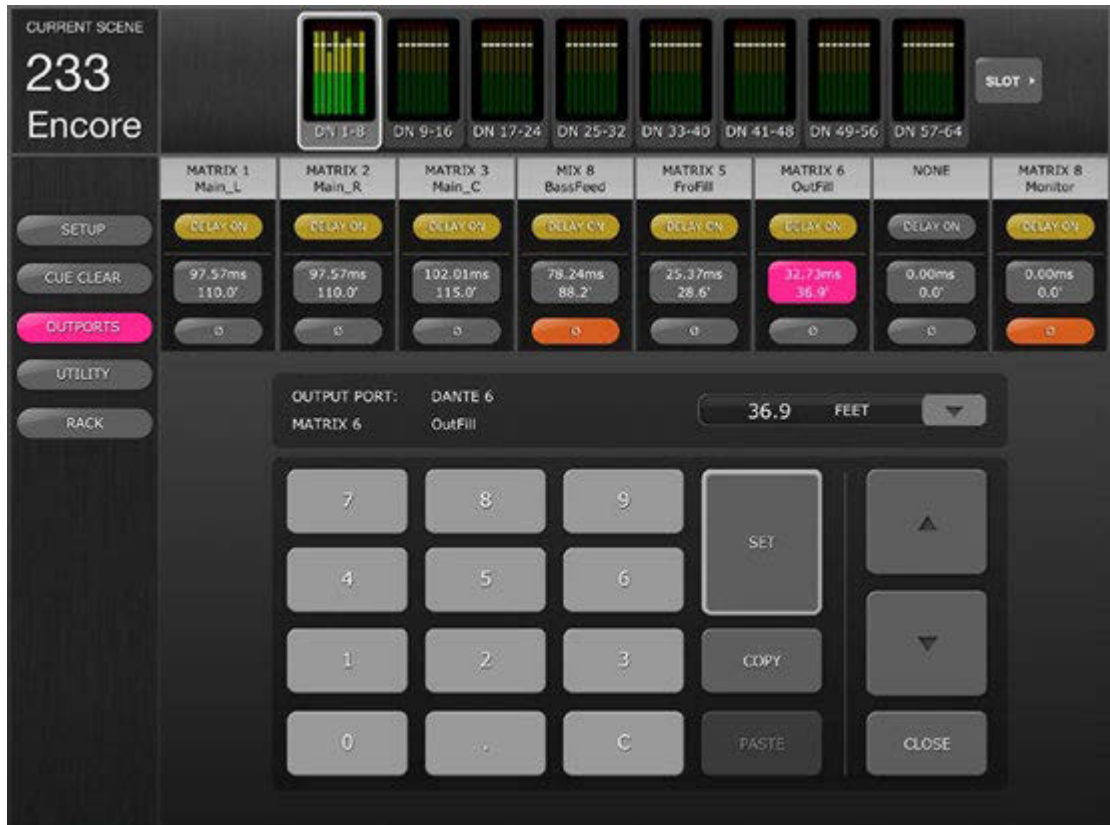 CURRENT SCENE
233
Encore
DN 1-8 DN 9-16 DN 17-24 DN 25-32 DN 33-40 DN 41-48 DN 49-56 DN 57-64
SLOT
MATRIX 1 MATRIX 2 MATRIX 3 MIX 8 MATRIX 5 MATRIX 6 NONE MATRIX 8
Main_L Main_R Main_C BassFeed FroFill OutFill Monitor
SETUP
DELAY ON DELAY ON DELAY ON DELAY ON DELAY ON DELAY ON DELAY ON DELAY ON
CUE CLEAR
97.57ms 97.57ms 102.01ms 78.24ms 25.37ms 32.73ms 0.00ms 0.00ms
110.0' 110.0' 115.0' 88.2' 28.6' 36.9' 0.0' 0.0'
OUTPORTS
Ø Ø Ø Ø Ø Ø Ø Ø
UTILITY
RACK
OUTPUT PORT: DANTE 6
MATRIX 6 OutFill
36.9 FEET
7 8 9
SET
4 5 6
1 2 3 COPY
0 . C PASTE CLOSE